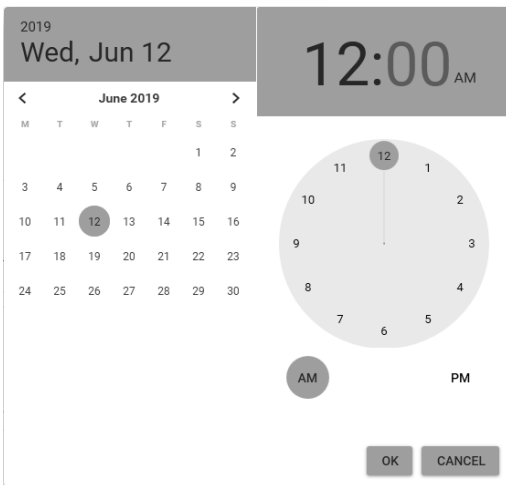 2019
Wed, Jun 12
June 2019
M T W T F S S
1 2
3 4 5 6 7 8 9
10 11 12 13 14 15 16
17 18 19 20 21 22 23
24 25 26 27 28 29 30
12:00 AM
12
11 1
10 2
9 3
8 4
7 5
6
AM PM
OK CANCEL